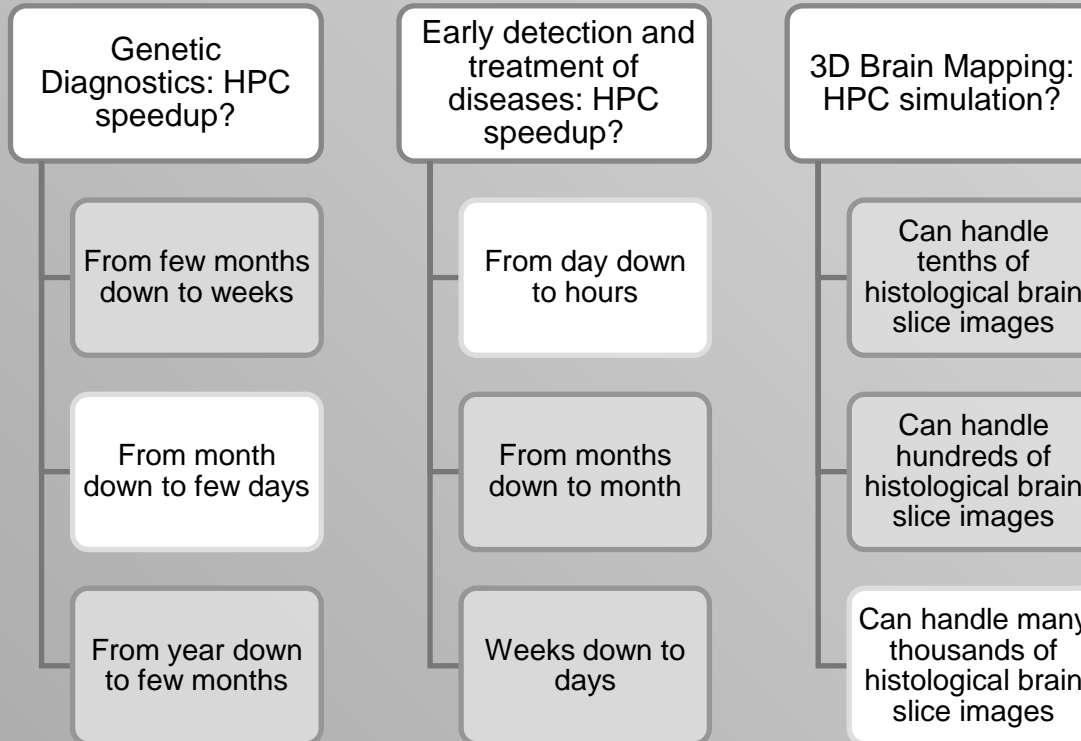 Genetic
Diagnostics: HPC
speedup?
From few months
down to weeks
From month
down to few days
From year down
to few months
Early detection and
treatment of
diseases: HPC
speedup?
From day down
to hours
From months
down to month
Weeks down to
days
3D Brain Mapping:
HPC simulation?
Can handle
tenths of
histological brain
slice images
Can handle
hundreds of
histological brain
slice images
Can handle many
thousands of
histological brain
slice images